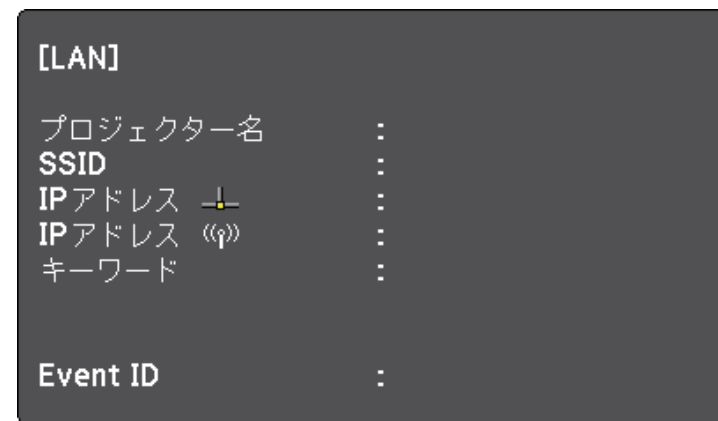 [LAN]
プロジェクター名 :
SSID :
IPアドレス :
IPアドレス :
キーワード :
Event ID :